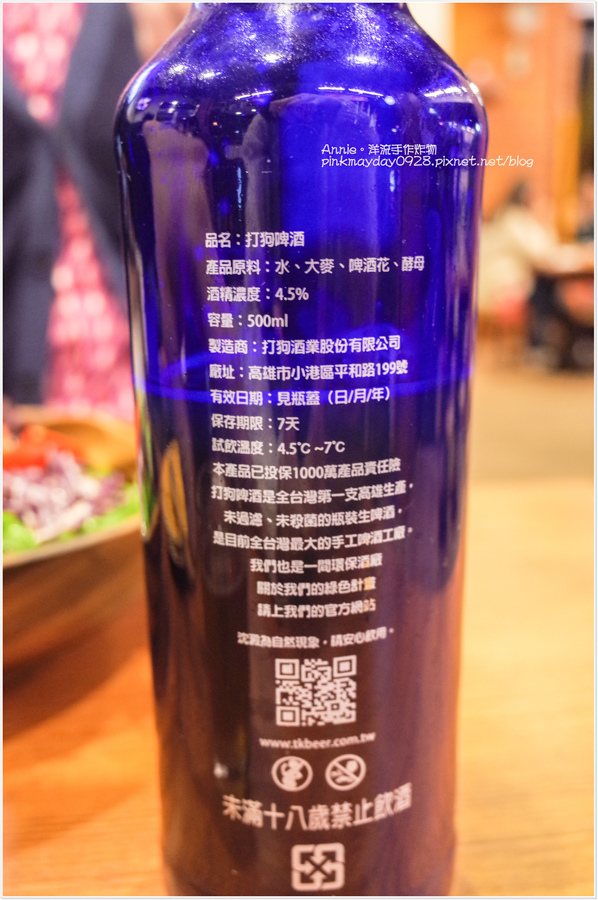 Annie。洋流手作炸物
pinkmayday0928.pixnet.net/blog
品名：打狗啤酒
產品原料：水、大麥、啤酒花、酵母
酒精濃度：4.5%
容量：500ml
製造商：打狗酒業股份有限公司
廠址：高雄市小港區平和路199號
有效日期：見瓶蓋（日/月/年）
保存期限：7天
試飲溫度：4.5℃ ~7℃
本產品已投保1000萬產品責任險
打狗啤酒是全台灣第一支高雄生產，
未過濾、未殺菌的瓶裝生啤酒，
是目前全台灣最大的手工啤酒工廠。
我們也是一間環保酒廠
關於我們的綠色計畫
請上我們的官方網站
沈澱為自然現象，請安心飲用。
www.tkbeer.com.tw
未滿十八歲禁止飲酒